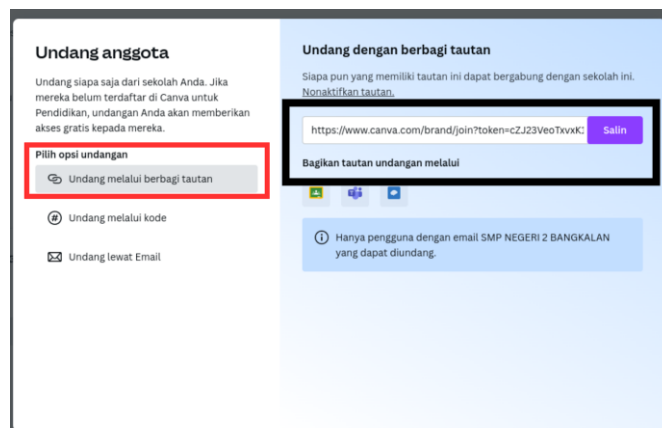 Undang anggota
Undang siapa saja dari sekolah Anda. Jika
mereka belum terdaftar di Canva untuk
Pendidikan, undangan Anda akan memberikan
akses gratis kepada mereka.
Pilih opsi undangan
Undang melalui berbagi tautan
Undang melalui kode
Undang lewat Email
Undang dengan berbagi tautan
Siapa pun yang memiliki tautan ini dapat bergabung dengan sekolah ini.
Nonaktifkan tautan.
https://www.canva.com/brand/join?token=cZJ23VeoTxvxK
Salin
Bagikan tautan undangan melalui
Hanya pengguna dengan email SMP NEGERI 2 BANGKALAN
yang dapat diundang.